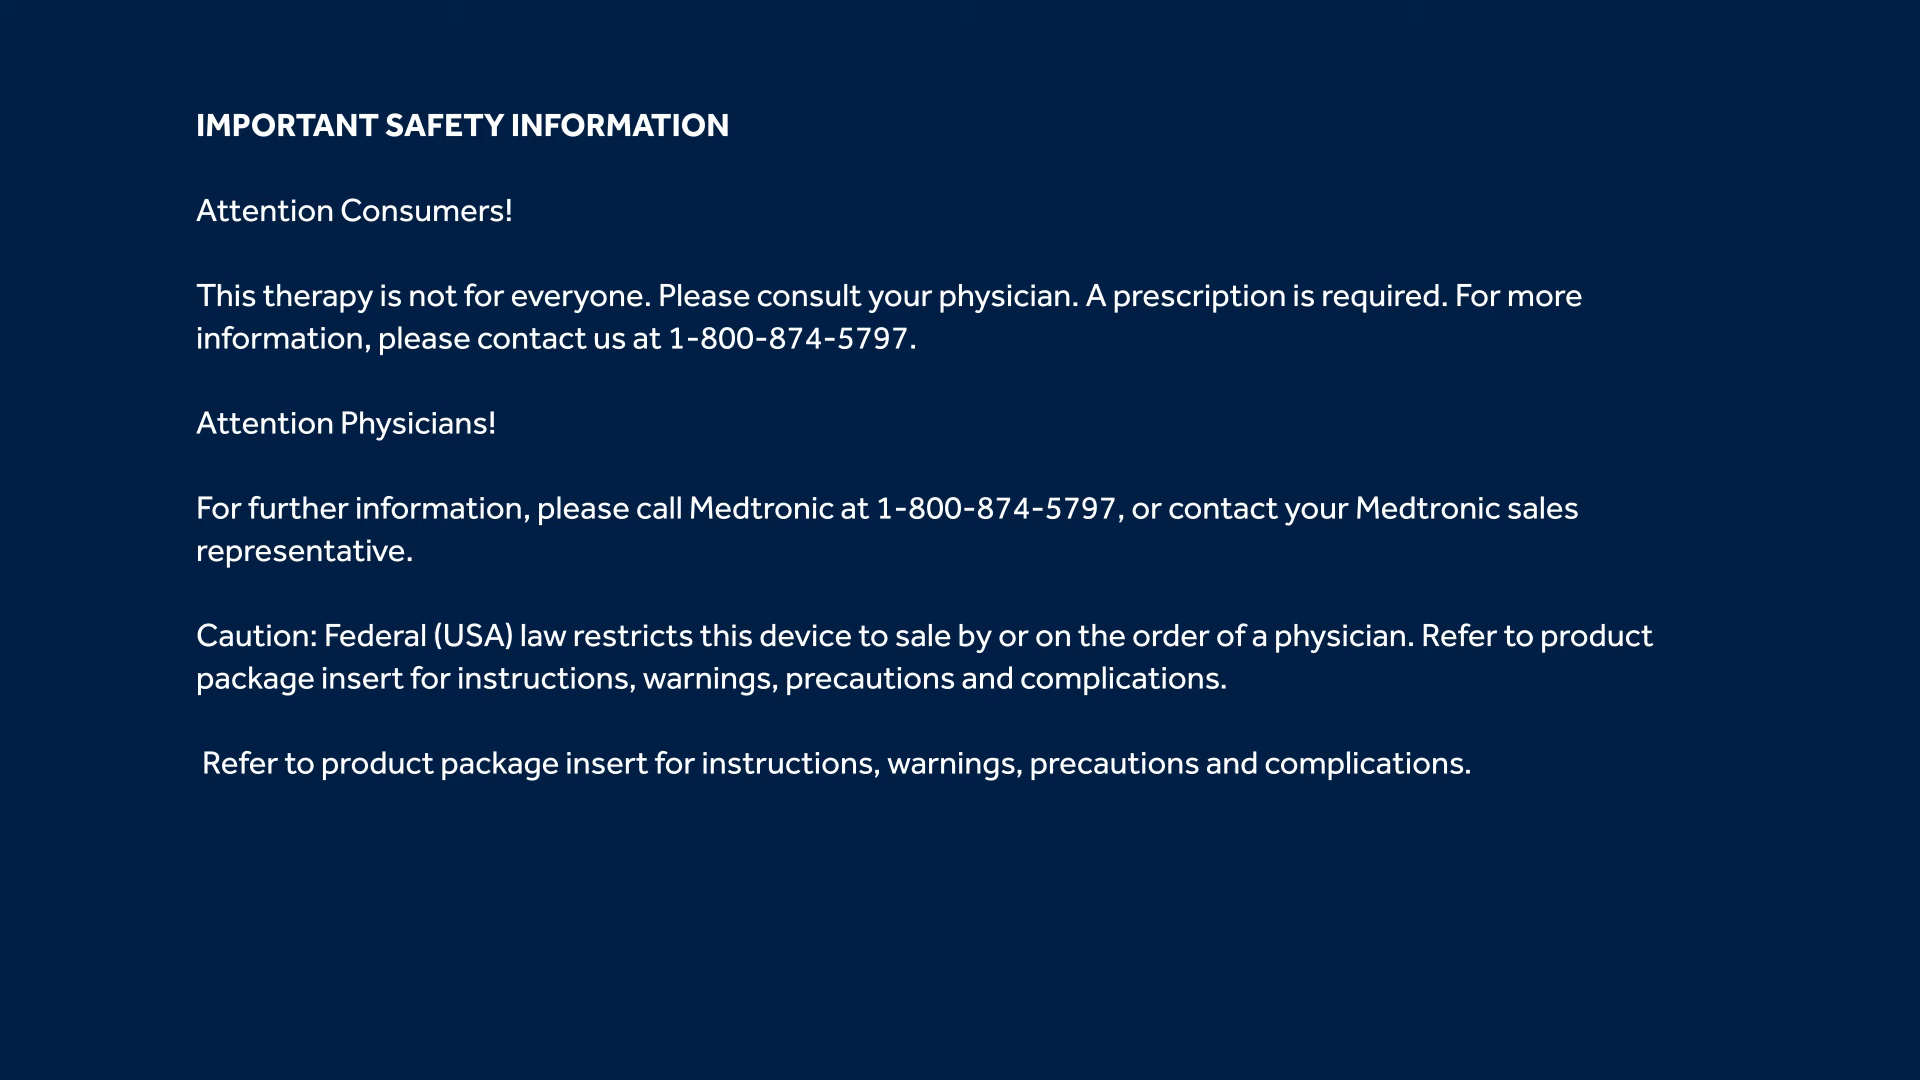 IMPORTANT SAFETY INFORMATION
Attention Consumers!
This therapy is not for everyone. Please consult your physician. A prescription is required. For more
information, please contact us at 1-800-874-5797.
Attention Physicians!
For further information, please call Medtronic at 1-800-874-5797, or contact your Medtronic sales
representative.
Caution: Federal (USA) law restricts this device to sale by or on the order of a physician. Refer to product
package insert for instructions, warnings, precautions and complications.
Refer to product package insert for instructions, warnings, precautions and complications.